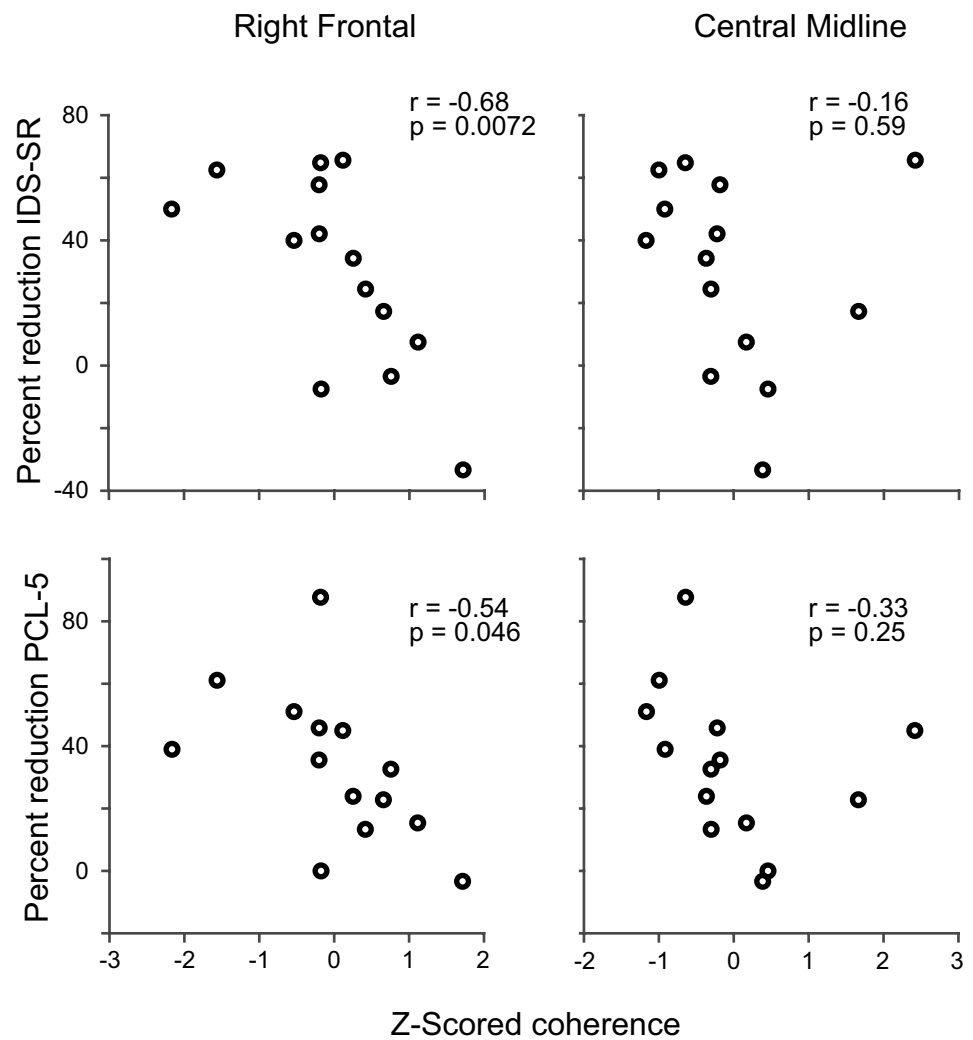 Right Frontal
Central Midline
Percent reduction IDS-SR
80
40
0
-40
r = -0.68
p = 0.0072
r = -0.16
p = 0.59
Percent reduction PCL-5
80
40
0
r = -0.54
p = 0.046
r = -0.33
p = 0.25
-3 -2 -1 0 1 2
-2 -1 0 1 2 3
Z-Scored coherence